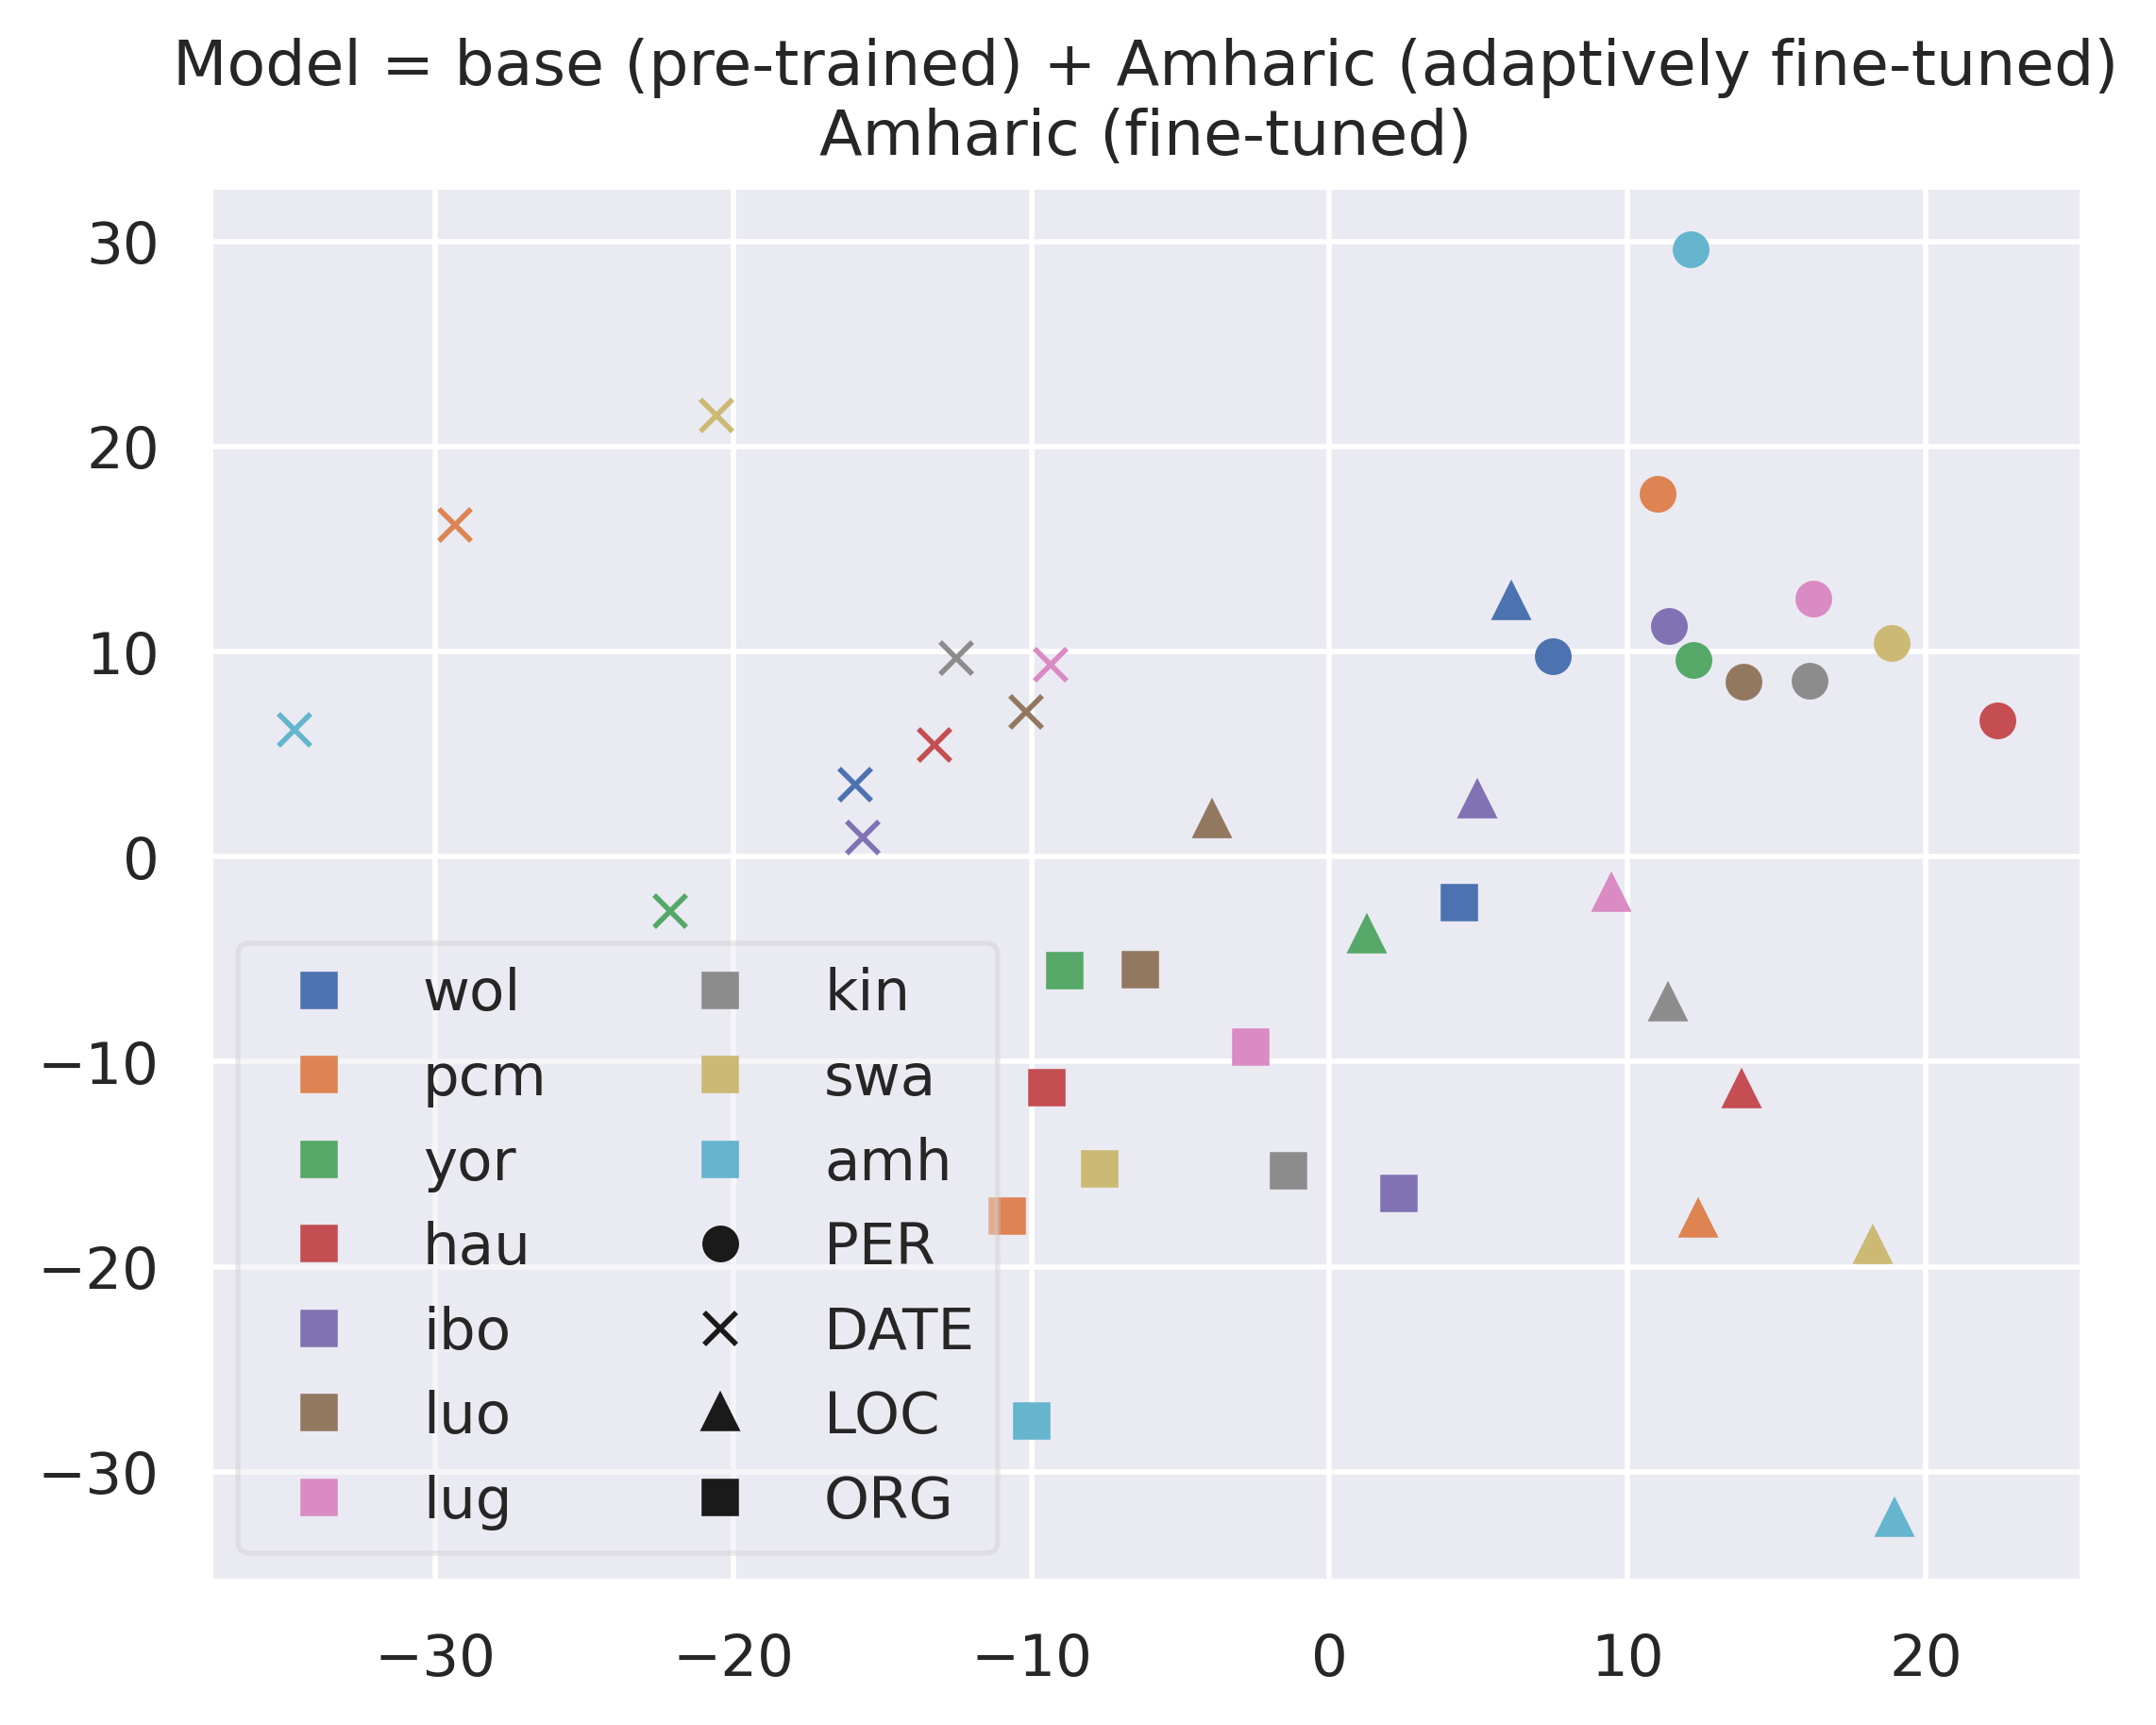 Model = base (pre-trained) + Amharic (adaptively fine-tuned)
Amharic (fine-tuned)
30
20
10
0
−10
−20
−30
wol
pcm
yor
hau
ibo
luo
lug
kin
swa
amh
PER
DATE
LOC
ORG
−30 −20 −10 0 10 20